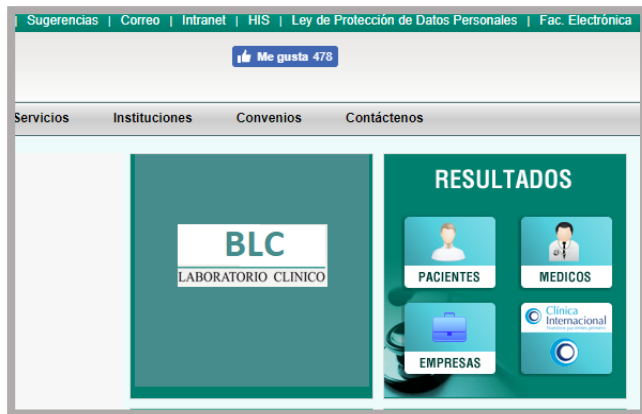 | Sugerencias | Correo | Intranet | HIS | Ley de Protección de Datos Personales | Fac. Electrónica
Me gusta 478
Servicios Instituciones Convenios Contáctenos
BLC
LABORATORIO CLINICO
RESULTADOS
PACIENTES MEDICOS
EMPRESAS
Clínica
Internacional